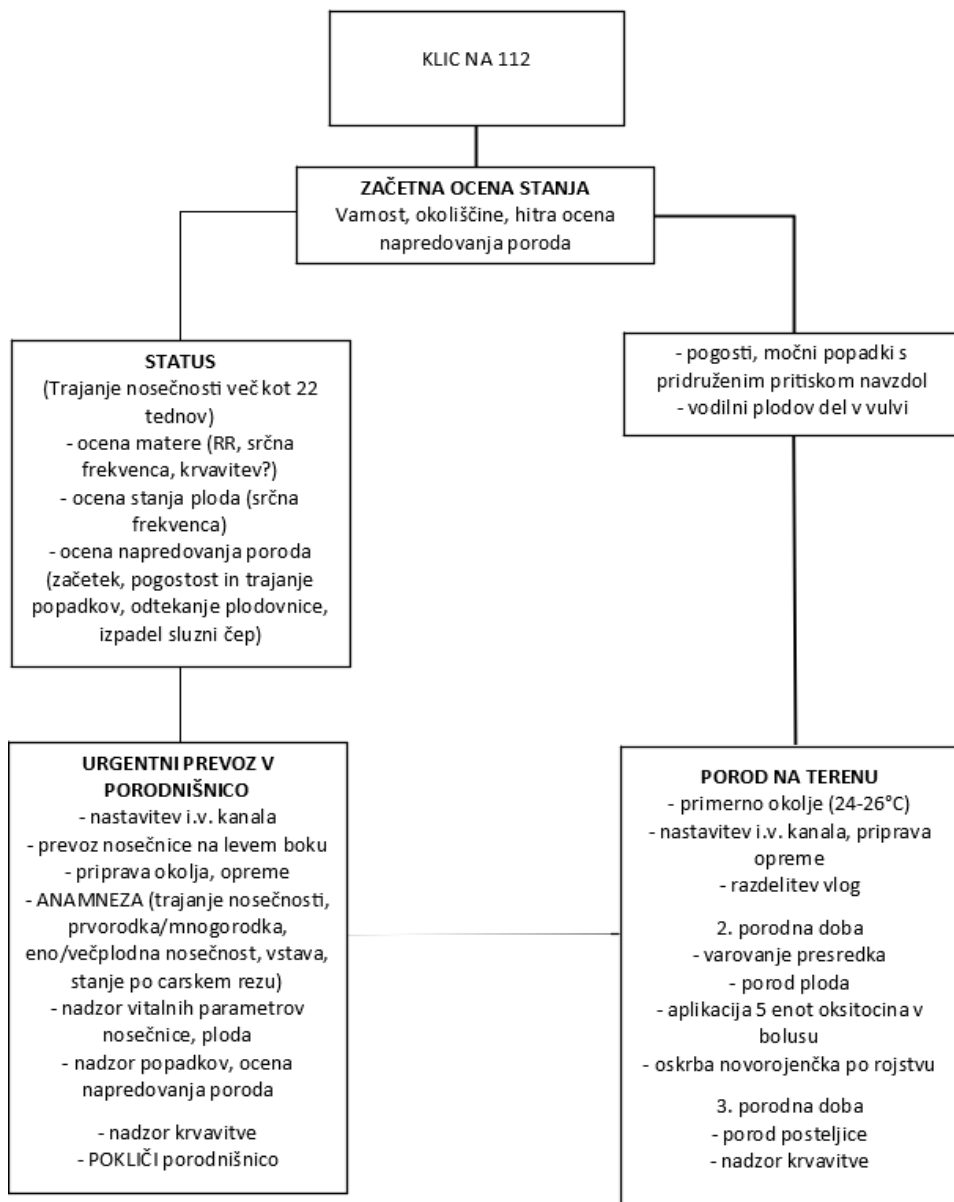 KLIC NA 112
ZAČETNA OCENA STANJA
Varnost, okoliščine, hitra ocena
napredovanja poroda
STATUS
(Trajanje nosečnosti več kot 22
tednov)
- ocena matere (RR, srčna
frekvenca, krvavitev?)
- ocena stanja ploda (srčna
frekvenca)
- ocena napredovanja poroda
(začetek, pogostost in trajanje
popadkov, odtekanje plodovnice,
izpadel sluzni čep)
- pogosti, močni popadki s
pridruženim pritiskom navzdol
- vodilni plodov del v vulvi
URGENTNI PREVOZ V
PORODNIŠNICO
- nastavitev i.v. kanala
- prevoz nosečnice na levem boku
- priprava okolja, opreme
- ANAMNEZA (trajanje nosečnosti,
prvorodka/mnogorodka,
eno/večplodna nosečnost, vstava,
stanje po carskem rezu)
- nadzor vitalnih parametrov
nosečnice, ploda
- nadzor popadkov, ocena
napredovanja poroda
- nadzor krvavitve
- POKLIČI porodnišnico
POROD NA TERENU
- primerno okolje (24-26°C)
- nastavitev i.v. kanala, priprava
opreme
- razdelitev vlog
2. porodna doba
- varovanje presredka
- porod ploda
- aplikacija 5 enot oksitocina v
bolusu
- oskrba novorojenčka po rojstvu
3. porodna doba
- porod posteljice
- nadzor krvavitve